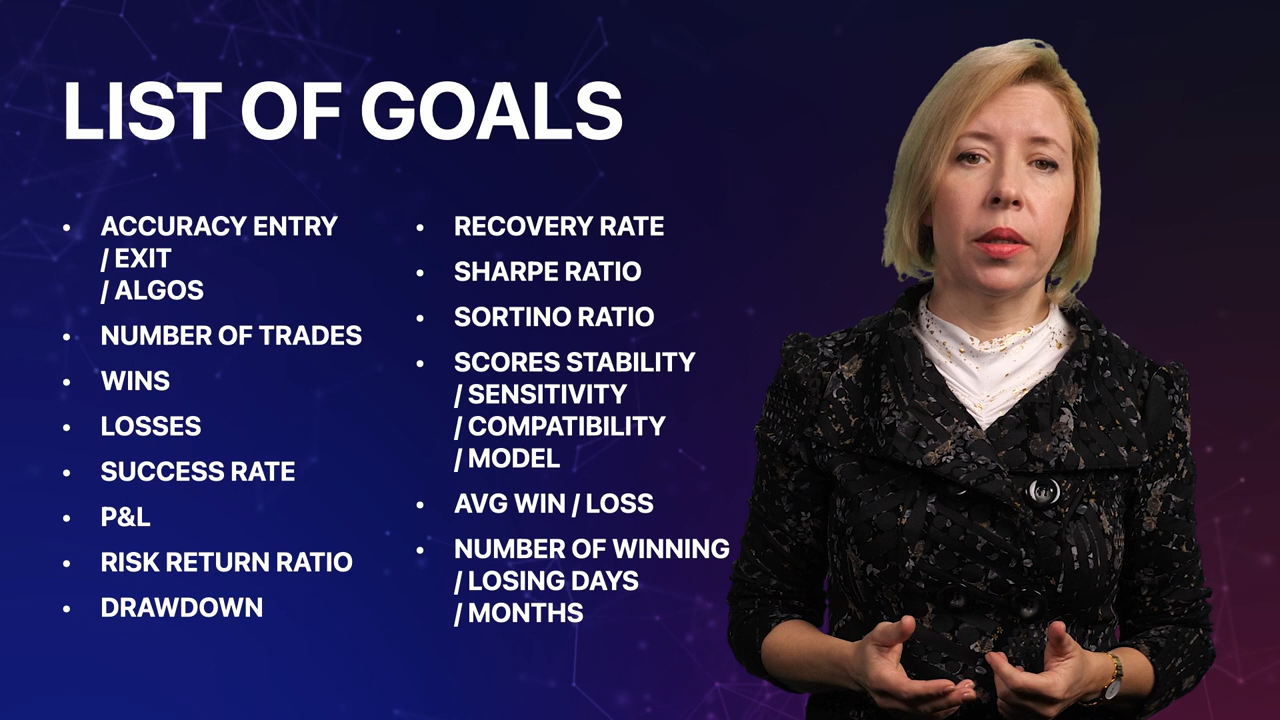 LIST OF GOALS
• ACCURACY ENTRY
/ EXIT
/ ALGOS
• NUMBER OF TRADES
• WINS
• LOSSES
• SUCCESS RATE
• P&L
• RISK RETURN RATIO
• DRAWDOWN
• RECOVERY RATE
• SHARPE RATIO
• SORTINO RATIO
• SCORES STABILITY
/ SENSITIVITY
/ COMPATIBILITY
/ MODEL
• AVG WIN / LOSS
• NUMBER OF WINNING
/ LOSING DAYS
/ MONTHS